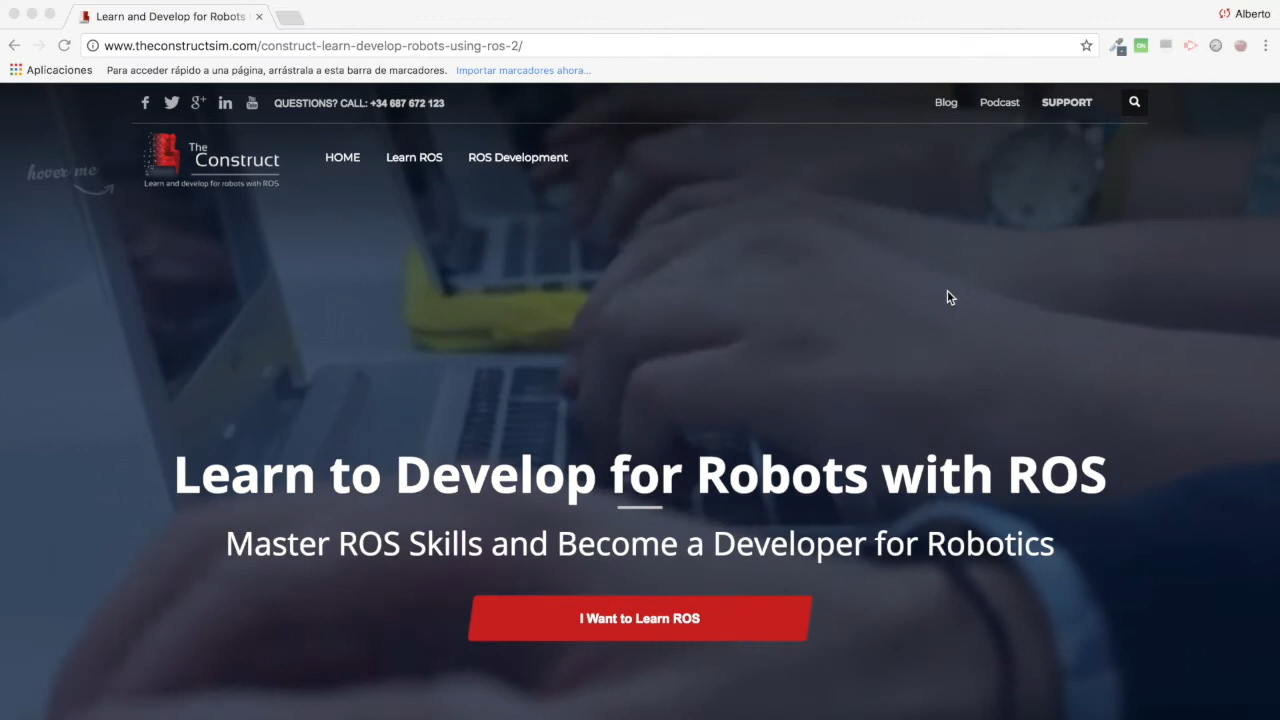 Learn and Develop for Robots
Alberto
www.theconstructsim.com/construct-learn-develop-robots-using-ros-2/
ON
Aplicaciones
Para acceder rápido a una página, arrástrala a esta barra de marcadores.
Importar marcadores ahora...
QUESTIONS? CALL: +34 687 672 123
Blog
Podcast
SUPPORT
hover me
The
Construct
Learn and develop for robots with ROS
HOME
Learn ROS
ROS Development
Learn to Develop for Robots with ROS
Master ROS Skills and Become a Developer for Robotics
I Want to Learn ROS